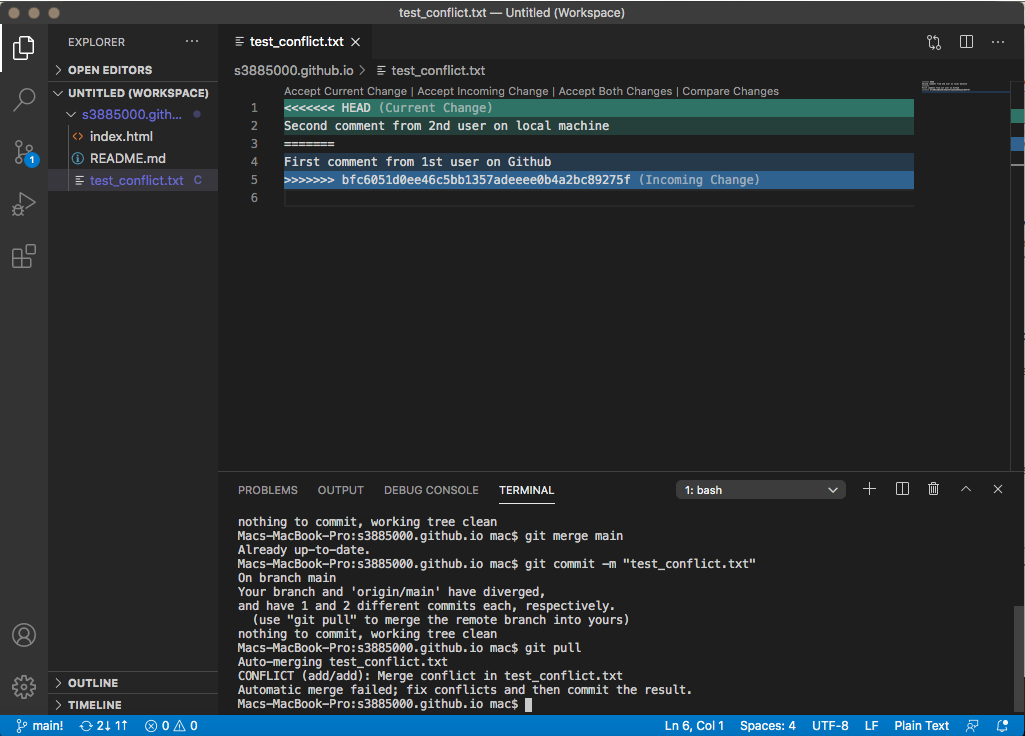 test_conflict.txt — Untitled (Workspace)
EXPLORER
OPEN EDITORS
UNTITLED (WORKSPACE)
s3885000.gith...
index.html
README.md
test_conflict.txt C
1
test_conflict.txt
s3885000.github.io > test_conflict.txt
Accept Current Change | Accept Incoming Change | Accept Both Changes | Compare Changes
1 <<<<<<< HEAD (Current Change)
2 Second comment from 2nd user on local machine
3 =======
4 First comment from 1st user on Github
5 >>>>>>> bfc6051d0ee46c5bb1357adeeee0b4a2bc89275f (Incoming Change)
6
PROBLEMS OUTPUT DEBUG CONSOLE TERMINAL 1: bash
nothing to commit, working tree clean
Macs-MacBook-Pro:s3885000.github.io mac$ git merge main
Already up-to-date.
Macs-MacBook-Pro:s3885000.github.io mac$ git commit -m "test_conflict.txt"
On branch main
Your branch and 'origin/main' have diverged,
and have 1 and 2 different commits each, respectively.
(use "git pull" to merge the remote branch into yours)
nothing to commit, working tree clean
Macs-MacBook-Pro:s3885000.github.io mac$ git pull
Auto-merging test_conflict.txt
CONFLICT (add/add): Merge conflict in test_conflict.txt
Automatic merge failed; fix conflicts and then commit the result.
Macs-MacBook-Pro:s3885000.github.io mac$
OUTLINE
TIMELINE
main! 2↓ 1↑ 0 0 Ln 6, Col 1 Spaces: 4 UTF-8 LF Plain Text